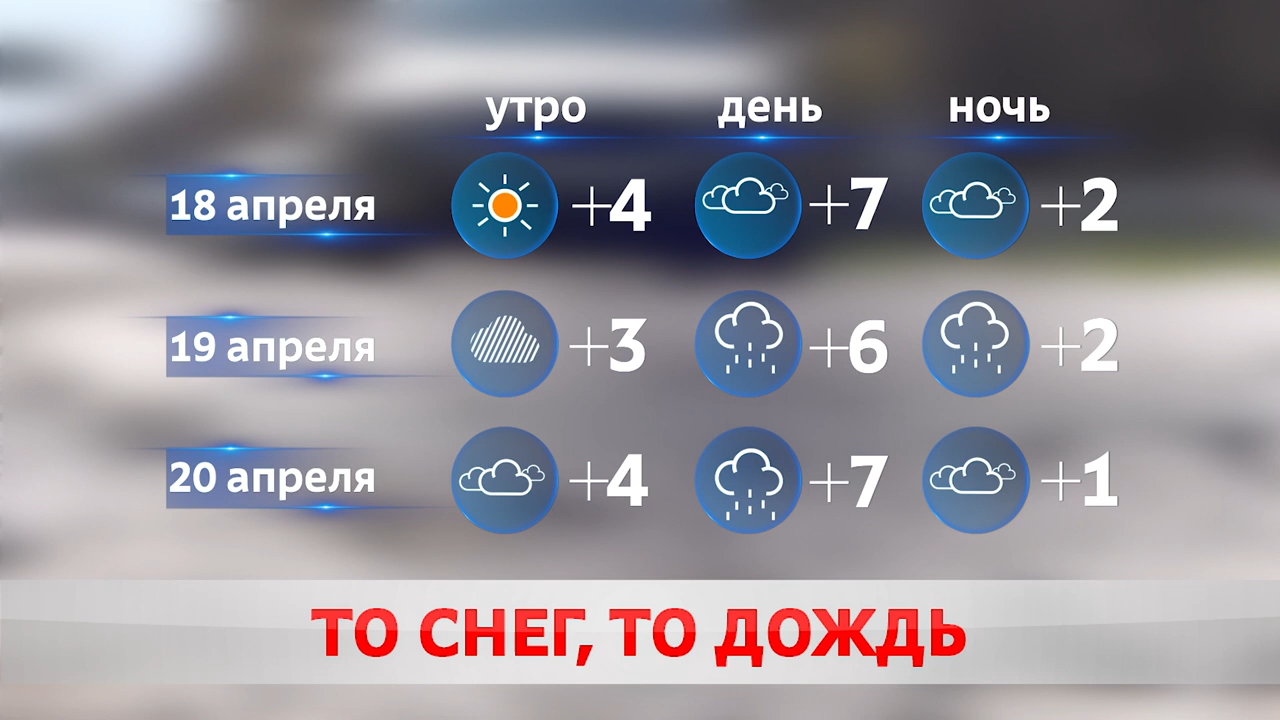 утро день ночь
18 апреля +4 +7 +2
19 апреля +3 +6 +2
20 апреля +4 +7 +1
ТО СНЕГ, ТО ДОЖДЬ